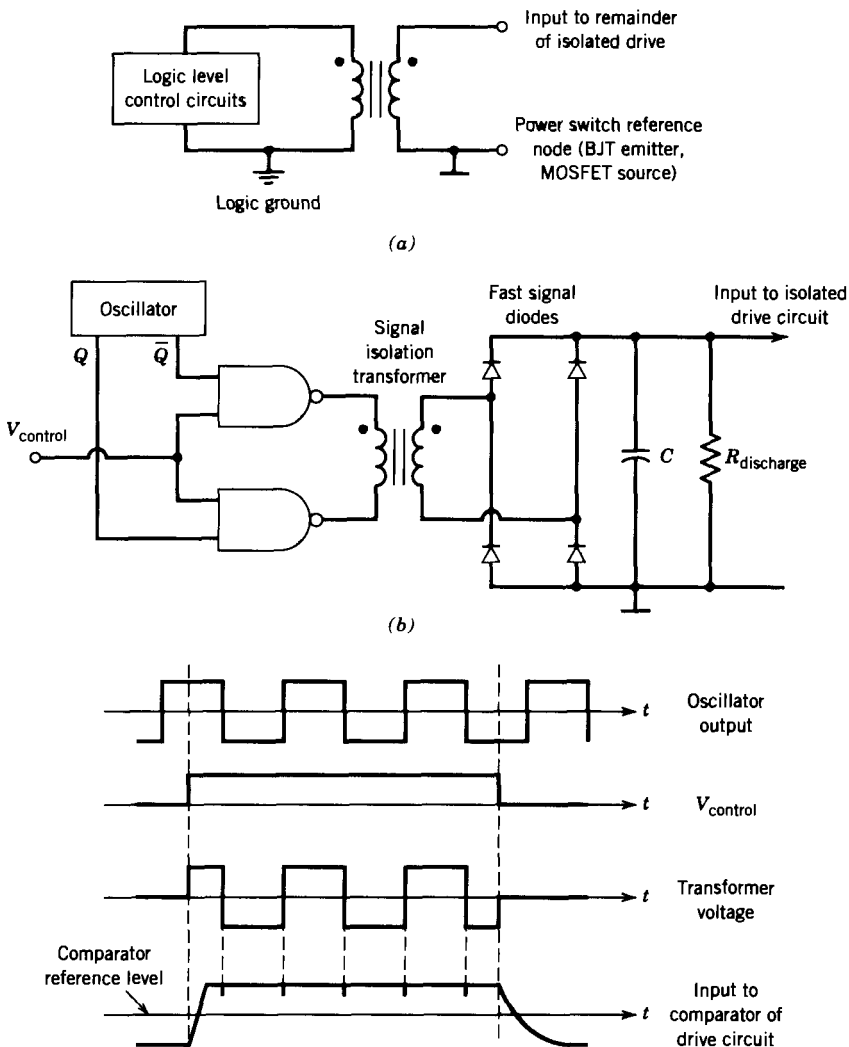 Logic level
control circuits
Input to remainder
of isolated drive
Power switch reference
node (BJT emitter,
MOSFET source)
Logic ground
(a)
Oscillator
Q
Q̅
V_control
Signal
isolation
transformer
Fast signal
diodes
Input to isolated
drive circuit
C
R_discharge
(b)
t
Oscillator
output
t
V_control
t
Transformer
voltage
Comparator
reference level
t
Input to
comparator of
drive circuit